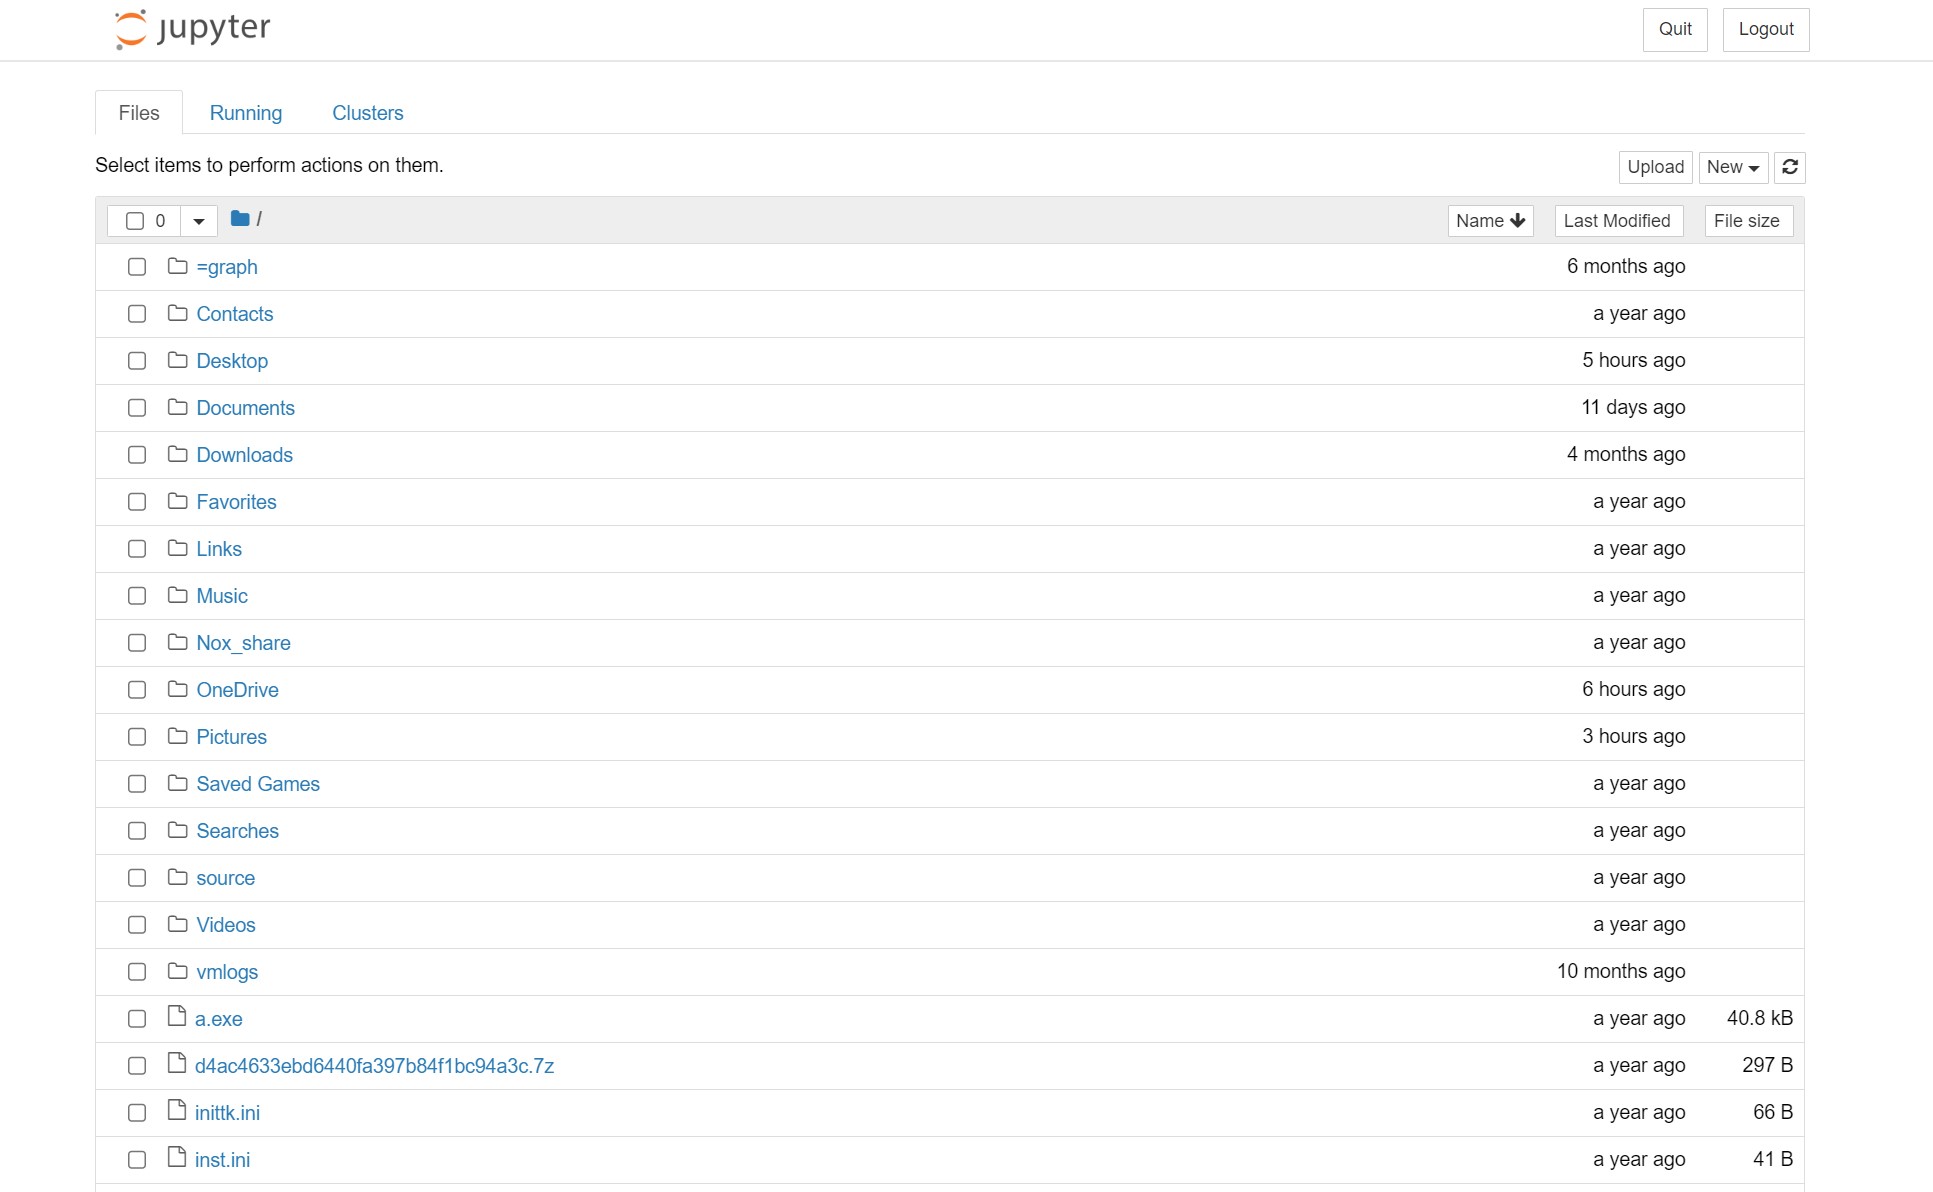 jupyter Quit Logout
Files Running Clusters
Select items to perform actions on them. Upload New
0 / Name Last Modified File size
=graph 6 months ago
Contacts a year ago
Desktop 5 hours ago
Documents 11 days ago
Downloads 4 months ago
Favorites a year ago
Links a year ago
Music a year ago
Nox_share a year ago
OneDrive 6 hours ago
Pictures 3 hours ago
Saved Games a year ago
Searches a year ago
source a year ago
Videos a year ago
vmlogs 10 months ago
a.exe a year ago 40.8 kB
d4ac4633ebd6440fa397b84f1bc94a3c.7z a year ago 297 B
inittk.ini a year ago 66 B
inst.ini a year ago 41 B